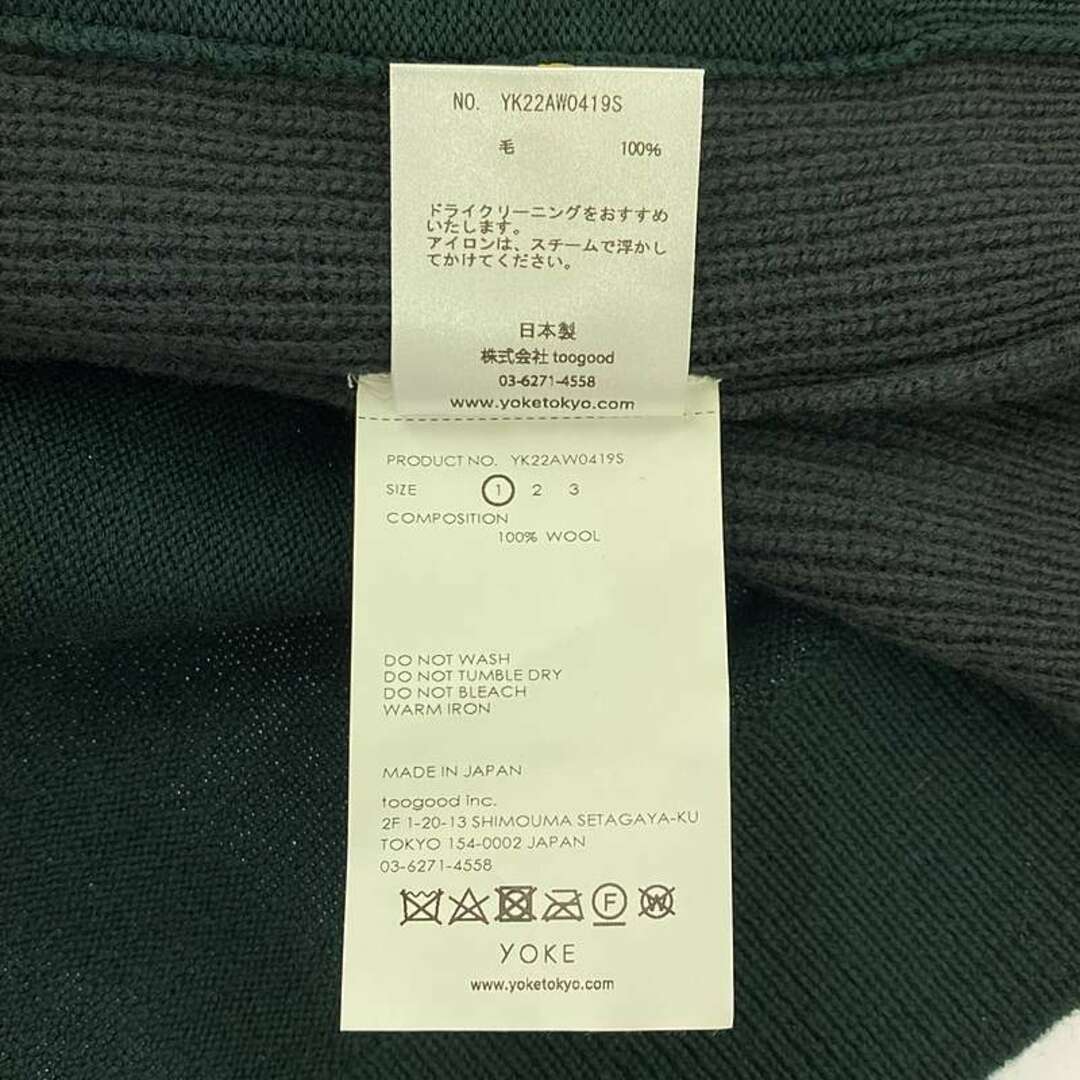 NO. YK22AW0419S
毛 100%
ドライクリーニングをおすすめ
いたします。
アイロンは、スチームで浮かし
てかけてください。
日本製
株式会社 toogood
03-6271-4558
www.yoketokyo.com
PRODUCT NO. YK22AW0419S
SIZE 1 2 3
COMPOSITION
100% WOOL
DO NOT WASH
DO NOT TUMBLE DRY
DO NOT BLEACH
WARM IRON
MADE IN JAPAN
toogood inc.
2F 1-20-13 SHIMOUMA SETAGAYA-KU
TOKYO 154-0002 JAPAN
03-6271-4558
F W
YOKE
www.yoketokyo.com